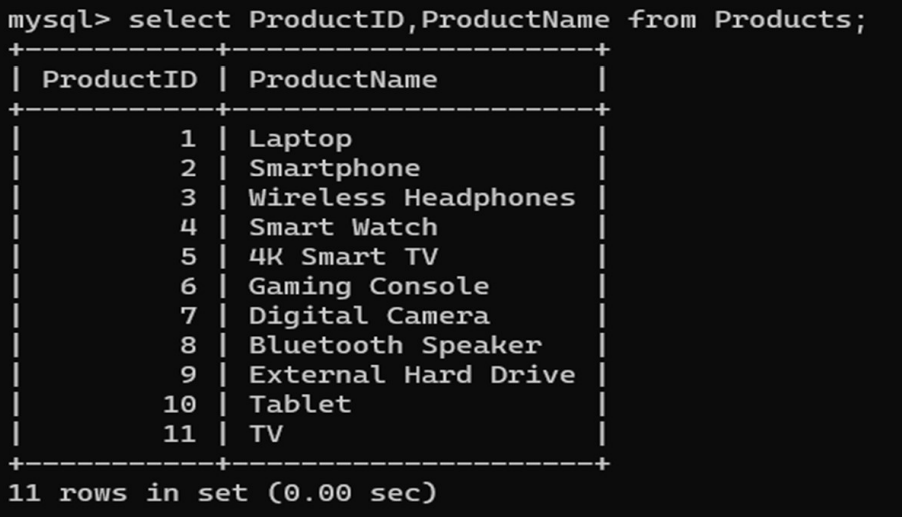 mysql> select ProductID,ProductName from Products;
+-----------+---------------------+
| ProductID | ProductName         |
+-----------+---------------------+
|         1 | Laptop              |
|         2 | Smartphone          |
|         3 | Wireless Headphones |
|         4 | Smart Watch         |
|         5 | 4K Smart TV         |
|         6 | Gaming Console      |
|         7 | Digital Camera      |
|         8 | Bluetooth Speaker   |
|         9 | External Hard Drive |
|        10 | Tablet              |
|        11 | TV                  |
+-----------+---------------------+
11 rows in set (0.00 sec)